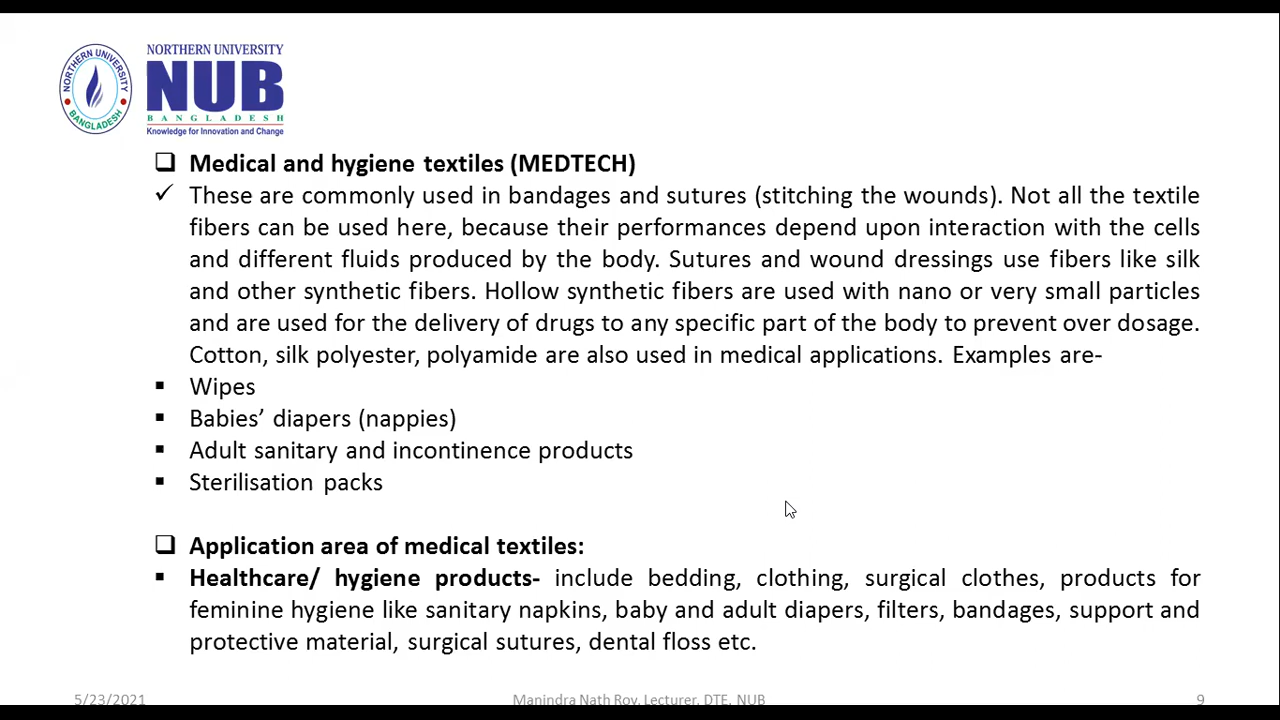 NORTHERN UNIVERSITY
BANGLADESH
NORTHERN UNIVERSITY
NUB
BANGLADESH
Knowledge for Innovation and Change
❑ Medical and hygiene textiles (MEDTECH)
✓ These are commonly used in bandages and sutures (stitching the wounds). Not all the textile
fibers can be used here, because their performances depend upon interaction with the cells
and different fluids produced by the body. Sutures and wound dressings use fibers like silk
and other synthetic fibers. Hollow synthetic fibers are used with nano or very small particles
and are used for the delivery of drugs to any specific part of the body to prevent over dosage.
Cotton, silk polyester, polyamide are also used in medical applications. Examples are-
▪ Wipes
▪ Babies’ diapers (nappies)
▪ Adult sanitary and incontinence products
▪ Sterilisation packs
❑ Application area of medical textiles:
▪ Healthcare/ hygiene products- include bedding, clothing, surgical clothes, products for
feminine hygiene like sanitary napkins, baby and adult diapers, filters, bandages, support and
protective material, surgical sutures, dental floss etc.
5/23/2021
Manindra Nath Roy, Lecturer, DTE, NUB
9